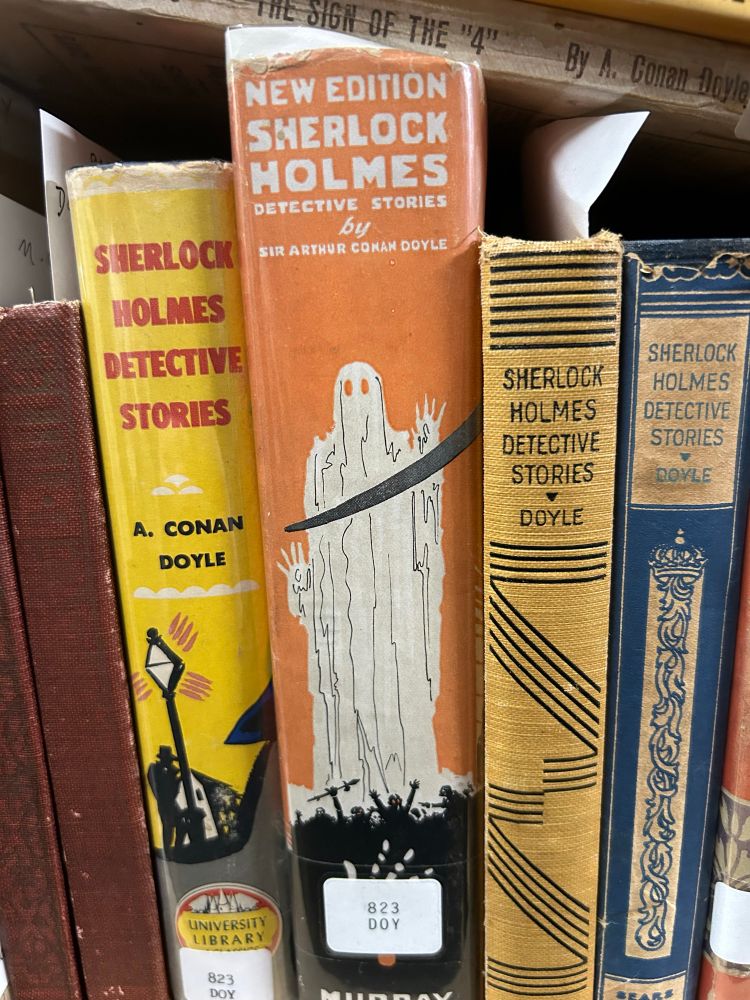 THE SIGN OF THE "4"
By A. Conan Doyle
SHERLOCK
HOLMES
DETECTIVE
STORIES
A. CONAN
DOYLE
UNIVERSITY
LIBRARY
823
DOY
NEW EDITION
SHERLOCK
HOLMES
DETECTIVE STORIES
by
SIR ARTHUR CONAN DOYLE
823
DOY
MURRAY
SHERLOCK
HOLMES
DETECTIVE
STORIES
DOYLE
SHERLOCK
HOLMES
DETECTIVE
STORIES
DOYLE
SEARS